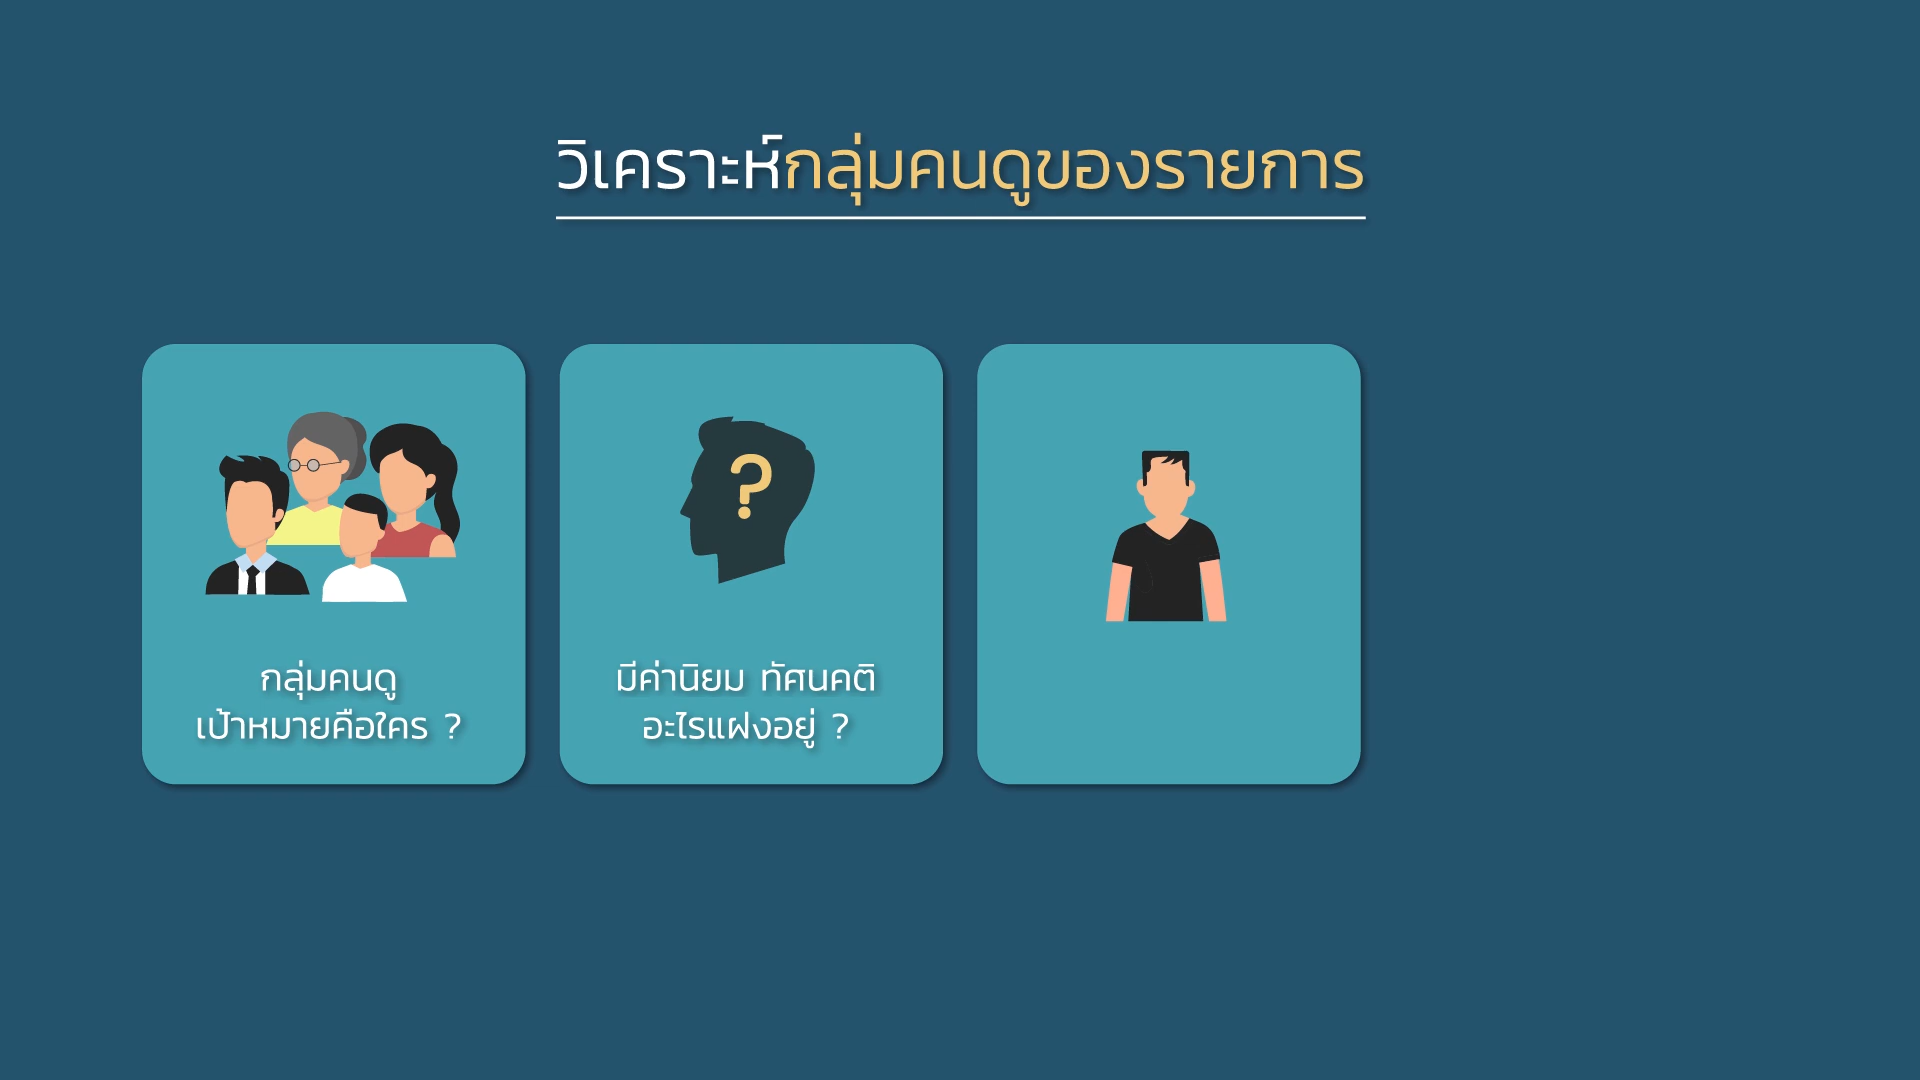 วิเคราะห์กลุ่มคนดูของรายการ
กลุ่มคนดู
เป้าหมายคือใคร ?
มีค่านิยม ทัศนคติ
อะไรแฝงอยู่ ?
?